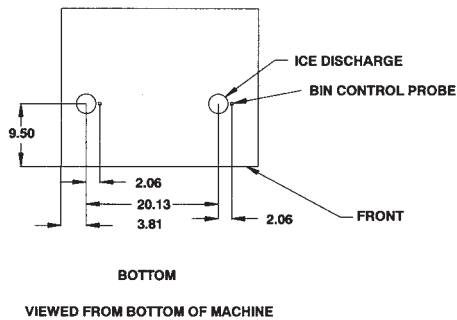 ICE DISCHARGE
BIN CONTROL PROBE
9.50
2.06
20.13
3.81
2.06
FRONT
BOTTOM
VIEWED FROM BOTTOM OF MACHINE